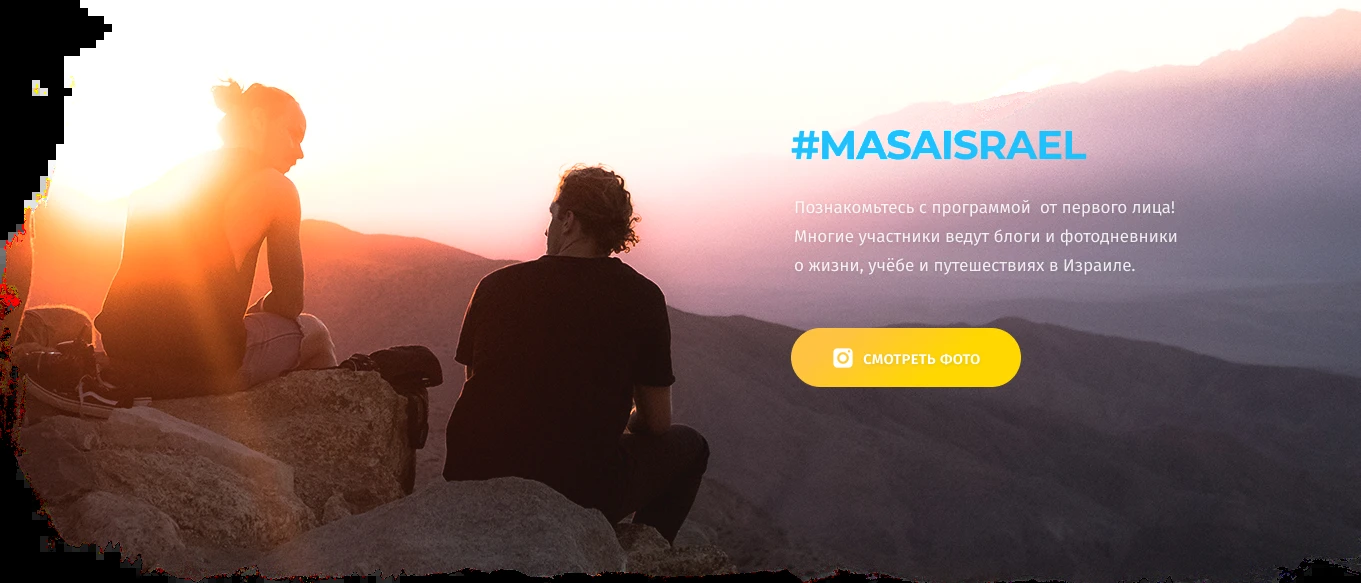 #MASAISRAEL
Познакомьтесь с программой  от первого лица!
Многие участники ведут блоги и фотодневники
о жизни, учёбе и путешествиях в Израиле.
СМОТРЕТЬ ФОТО